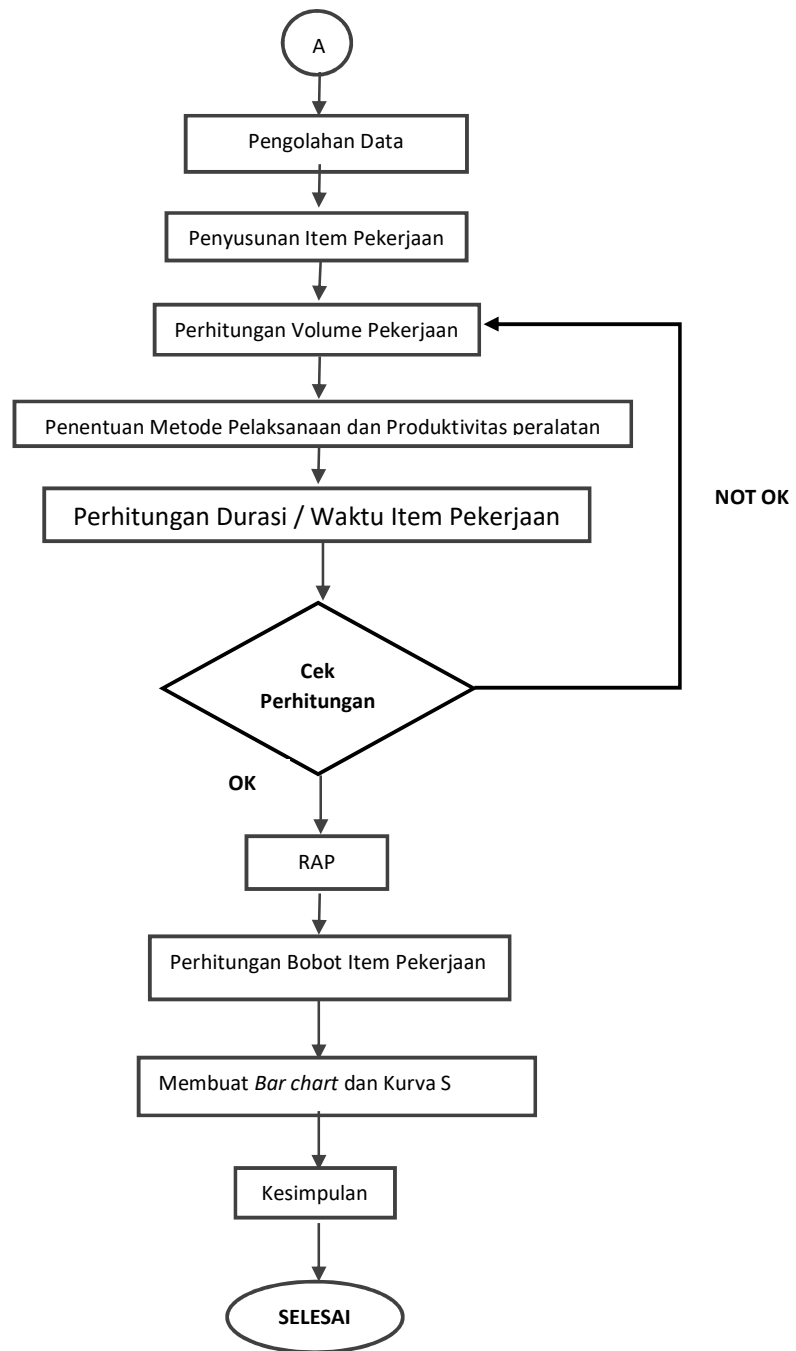 A
Pengolahan Data
Penyusunan Item Pekerjaan
Perhitungan Volume Pekerjaan
Penentuan Metode Pelaksanaan dan Produktivitas peralatan
Perhitungan Durasi / Waktu Item Pekerjaan
NOT OK
Cek
Perhitungan
OK
RAP
Perhitungan Bobot Item Pekerjaan
Membuat Bar chart dan Kurva S
Kesimpulan
SELESAI